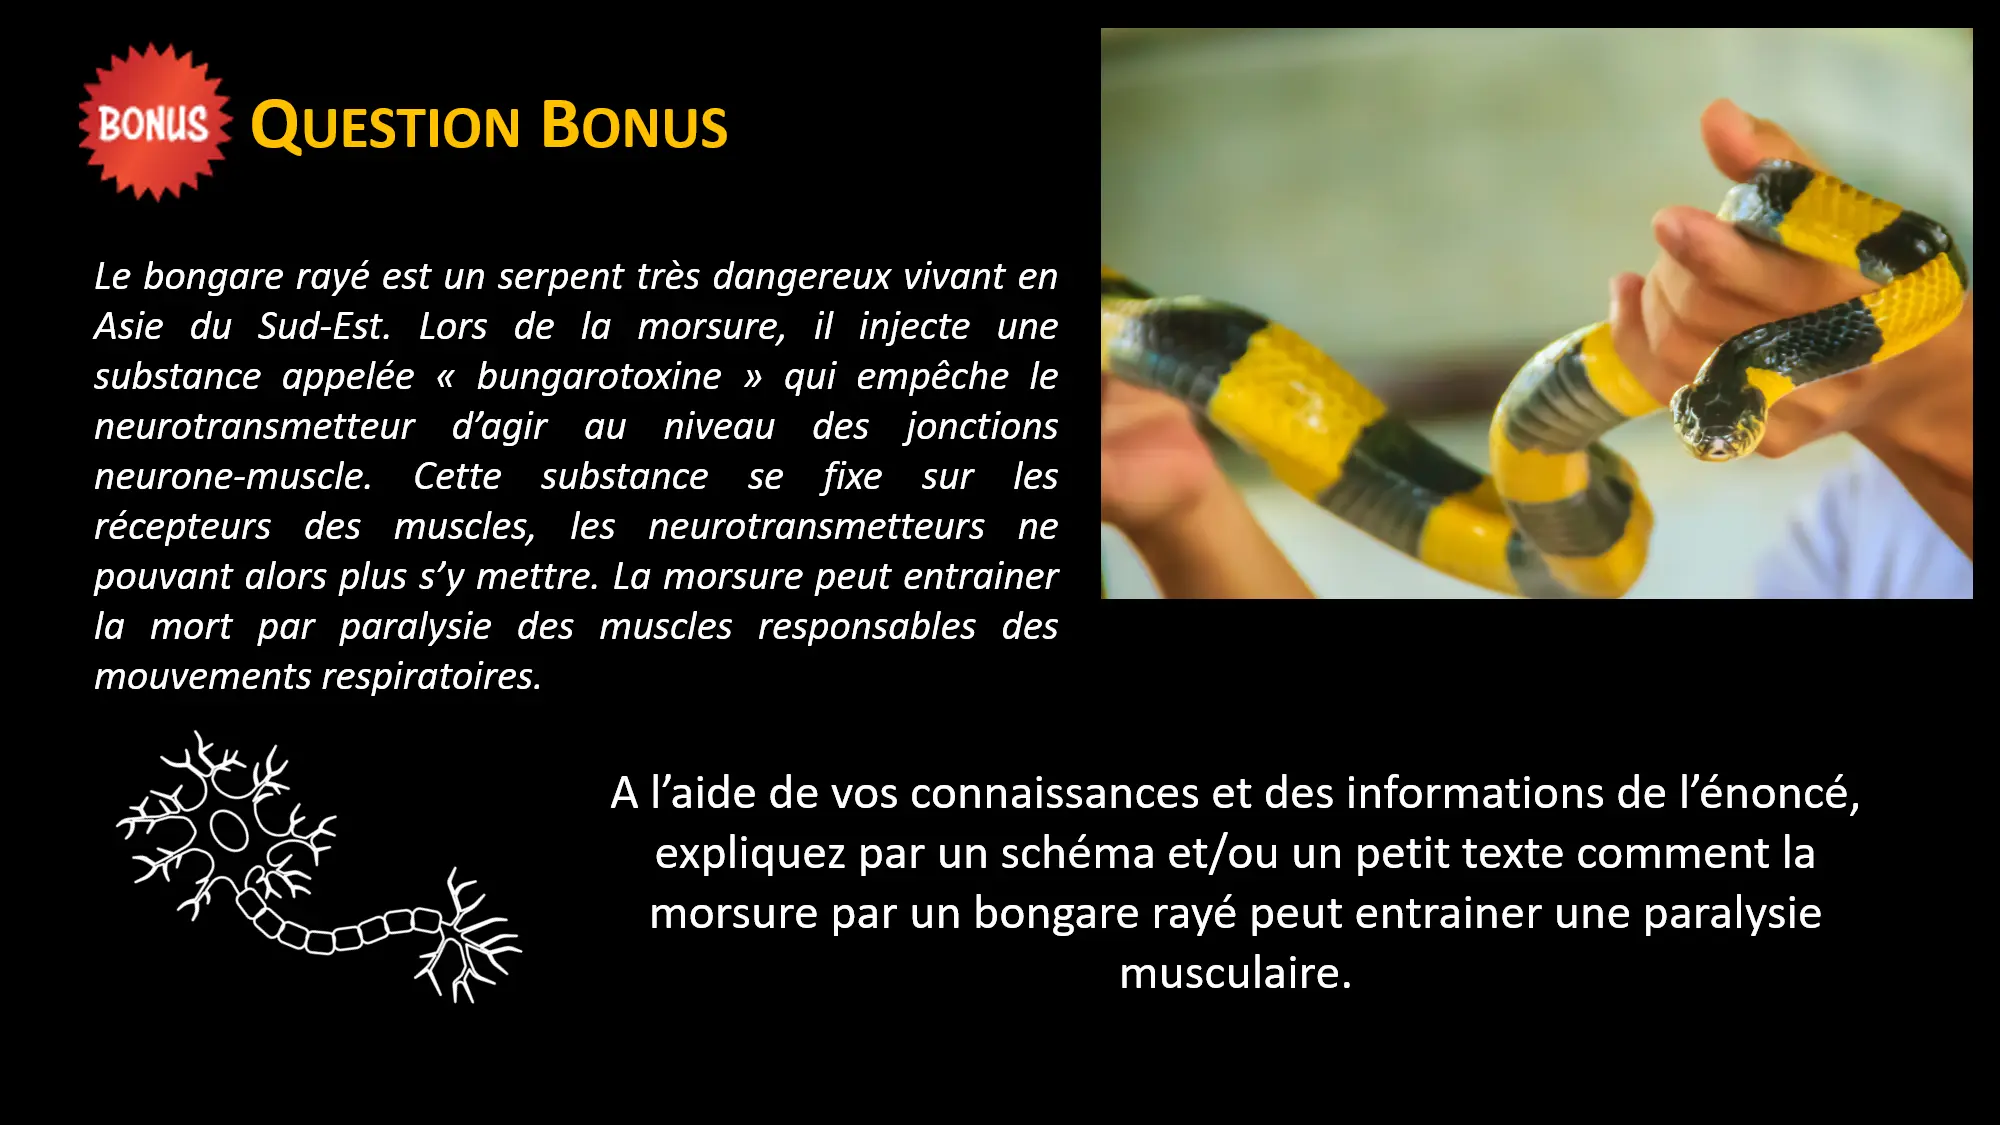 BONUS
QUESTION BONUS
Le bongare rayé est un serpent très dangereux vivant en
Asie du Sud-Est. Lors de la morsure, il injecte une
substance appelée « bungarotoxine » qui empêche le
neurotransmetteur d’agir au niveau des jonctions
neurone-muscle. Cette substance se fixe sur les
récepteurs des muscles, les neurotransmetteurs ne
pouvant alors plus s’y mettre. La morsure peut entrainer
la mort par paralysie des muscles responsables des
mouvements respiratoires.
A l’aide de vos connaissances et des informations de l’énoncé,
expliquez par un schéma et/ou un petit texte comment la
morsure par un bongare rayé peut entrainer une paralysie
musculaire.